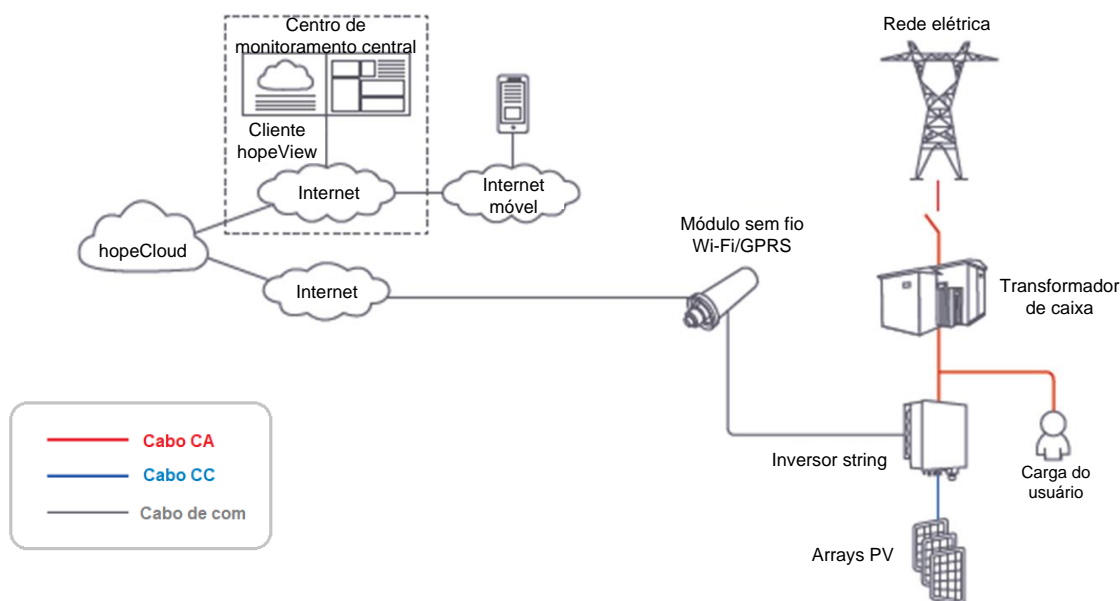 Centro de
monitoramento central
Cliente
hopeView
Internet
Internet
móvel
hopeCloud
Internet
Módulo sem fio
Wi-Fi/GPRS
Rede elétrica
Transformador
de caixa
Inversor string
Carga do
usuário
Arrays PV
Cabo CA
Cabo CC
Cabo de com